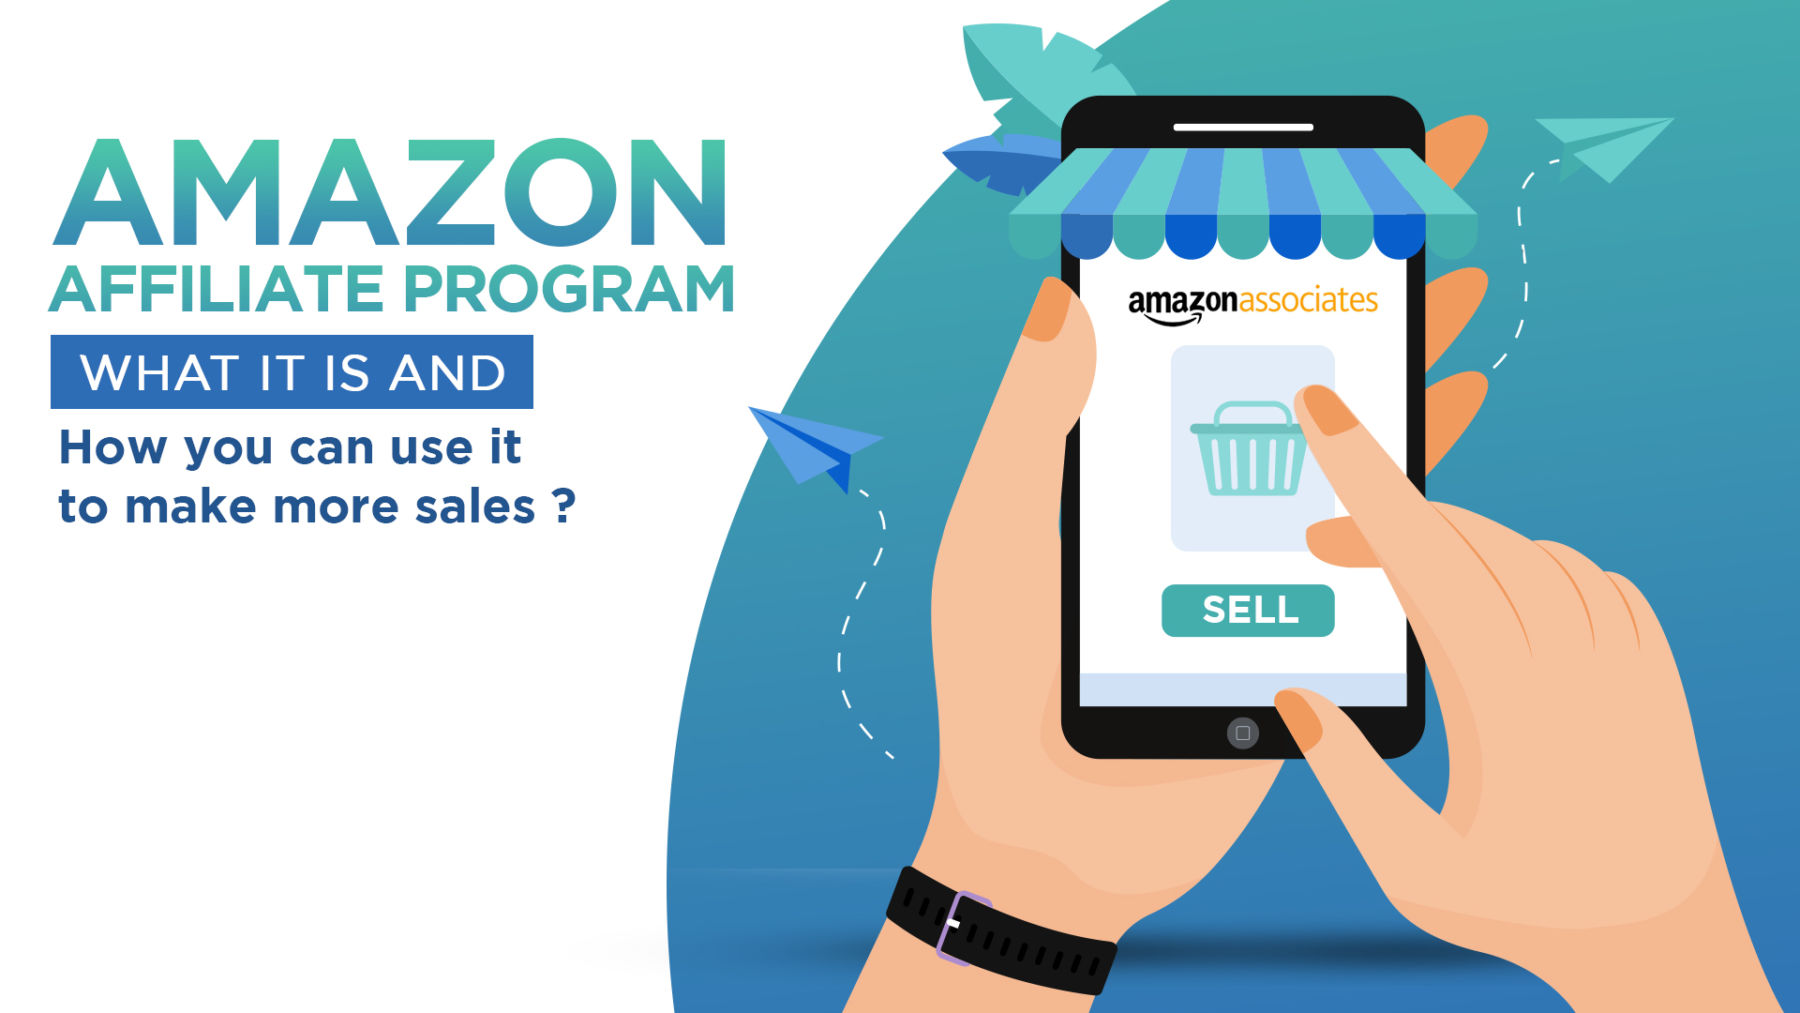 AMAZON
AFFILIATE PROGRAM
WHAT IT IS AND
How you can use it
to make more sales ?
amazonassociates
SELL